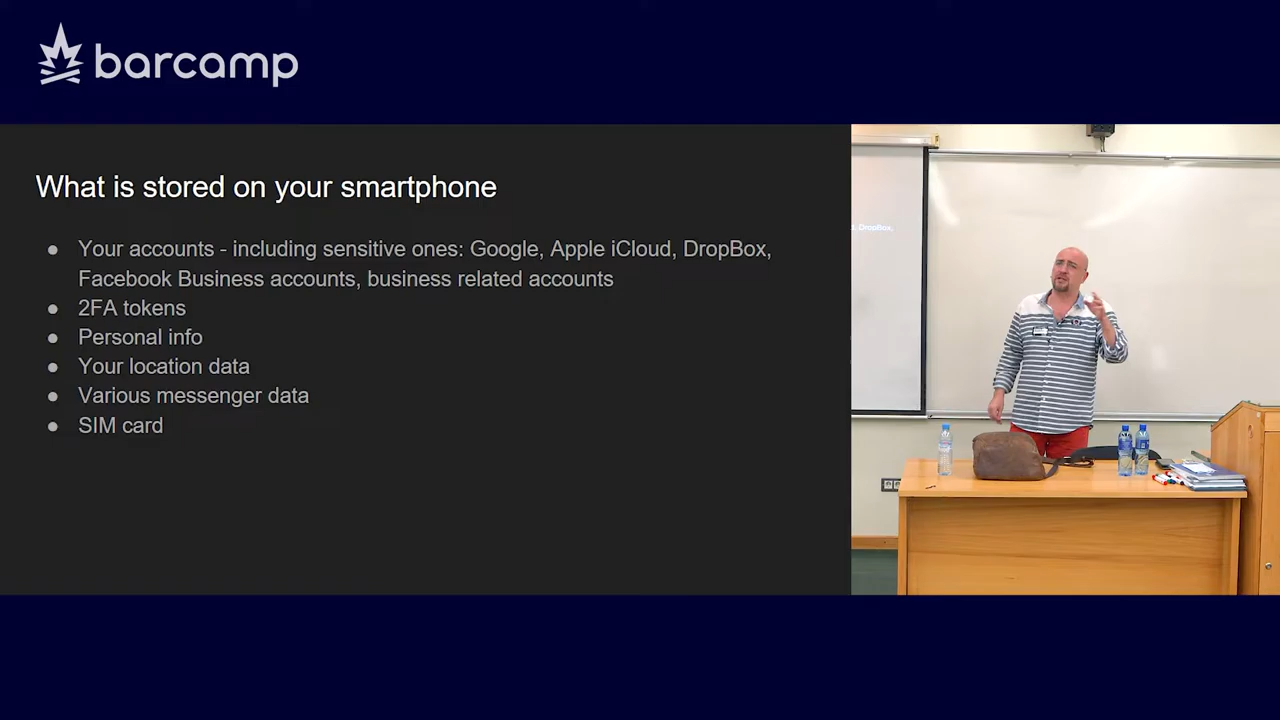 barcamp
What is stored on your smartphone
● Your accounts - including sensitive ones: Google, Apple iCloud, DropBox,
Facebook Business accounts, business related accounts
● 2FA tokens
● Personal info
● Your location data
● Various messenger data
● SIM card
DropBox,